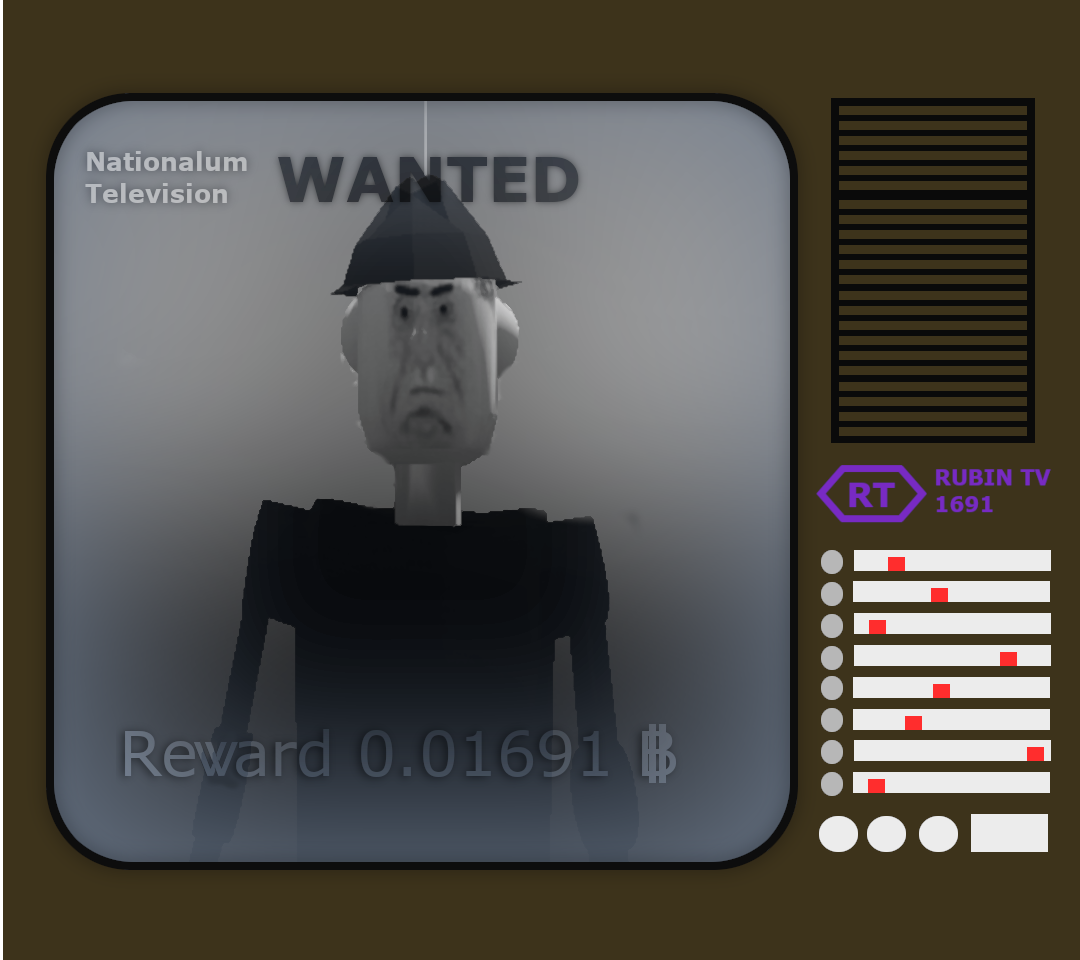 Nationalum
Television
WANTED
Reward 0.01691 ฿
RT
RUBIN TV
1691